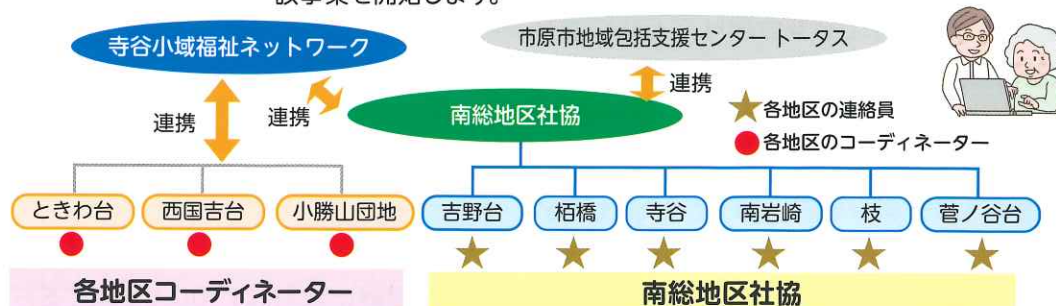 該事業を開始します。
寺谷小域福祉ネットワーク
市原市地域包括支援センター トータス
連携
連携
連携
南総地区社協
★各地区の連絡員
●各地区のコーディネーター
ときわ台
西国吉台
小勝山団地
吉野台
栢橋
寺谷
南岩崎
枝
菅ノ谷台
各地区コーディネーター
南総地区社協